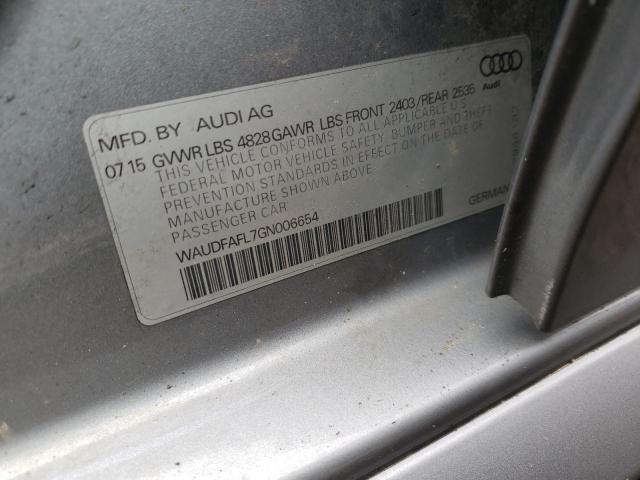 MFD. BY AUDI AG
Audi
07 15 GVWR LBS 4828 GAWR LBS FRONT 2403/REAR 2535
THIS VEHICLE CONFORMS TO ALL APPLICABLE U.S.
FEDERAL MOTOR VEHICLE SAFETY, BUMPER AND THEFT
PREVENTION STANDARDS IN EFFECT ON THE DATE OF
MANUFACTURE SHOWN ABOVE.
PASSENGER CAR
GERMAN
WAUDFAFL7GN006654